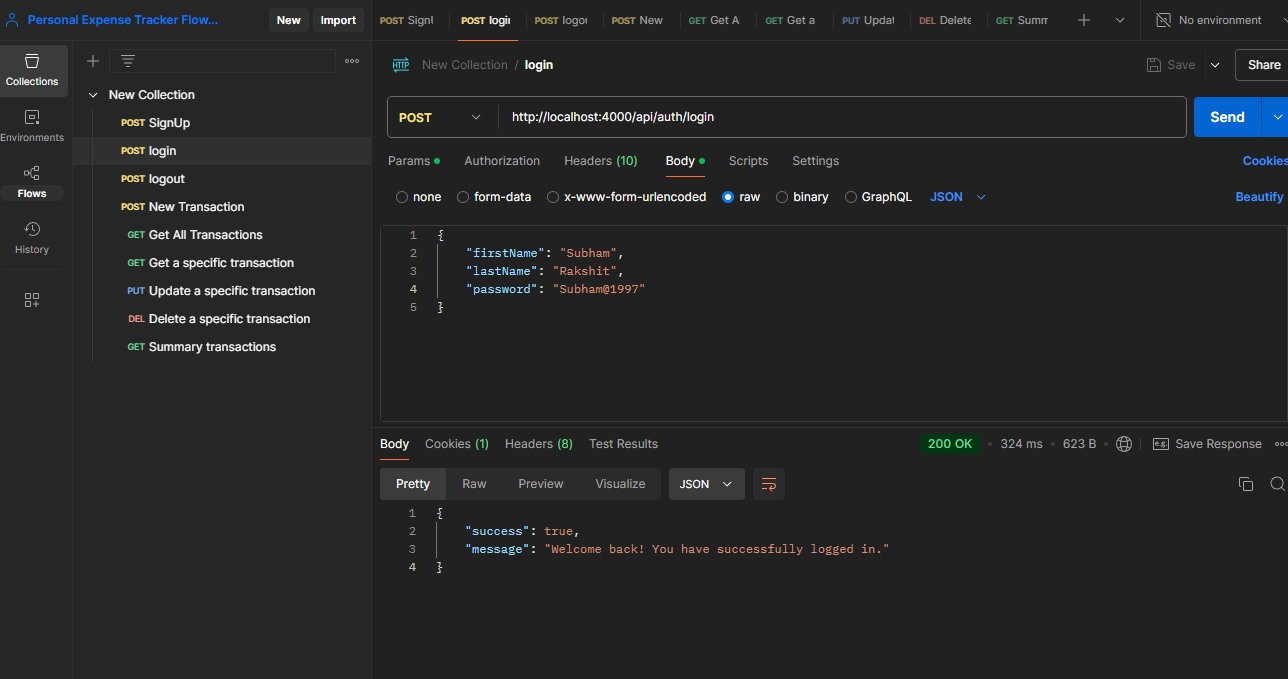 Personal Expense Tracker Flow...
New
Import
POST SignU
POST login
POST logou
POST New
GET Get A
GET Get a
PUT Updat
DEL Delete
GET Summ
No environment
Collections
Environments
Flows
History
New Collection
POST SignUp
POST login
POST logout
POST New Transaction
GET Get All Transactions
GET Get a specific transaction
PUT Update a specific transaction
DEL Delete a specific transaction
GET Summary transactions
HTTP New Collection / login
Save
Share
POST
http://localhost:4000/api/auth/login
Send
Params
Authorization
Headers (10)
Body
Scripts
Settings
Cookies
none
form-data
x-www-form-urlencoded
raw
binary
GraphQL
JSON
Beautify
1 {
2 "firstName": "Subham",
3 "lastName": "Rakshit",
4 "password": "Subham@1997"
5 }
Body
Cookies (1)
Headers (8)
Test Results
200 OK
324 ms
623 B
e.g.
Save Response
Pretty
Raw
Preview
Visualize
JSON
1 {
2 "success": true,
3 "message": "Welcome back! You have successfully logged in."
4 }